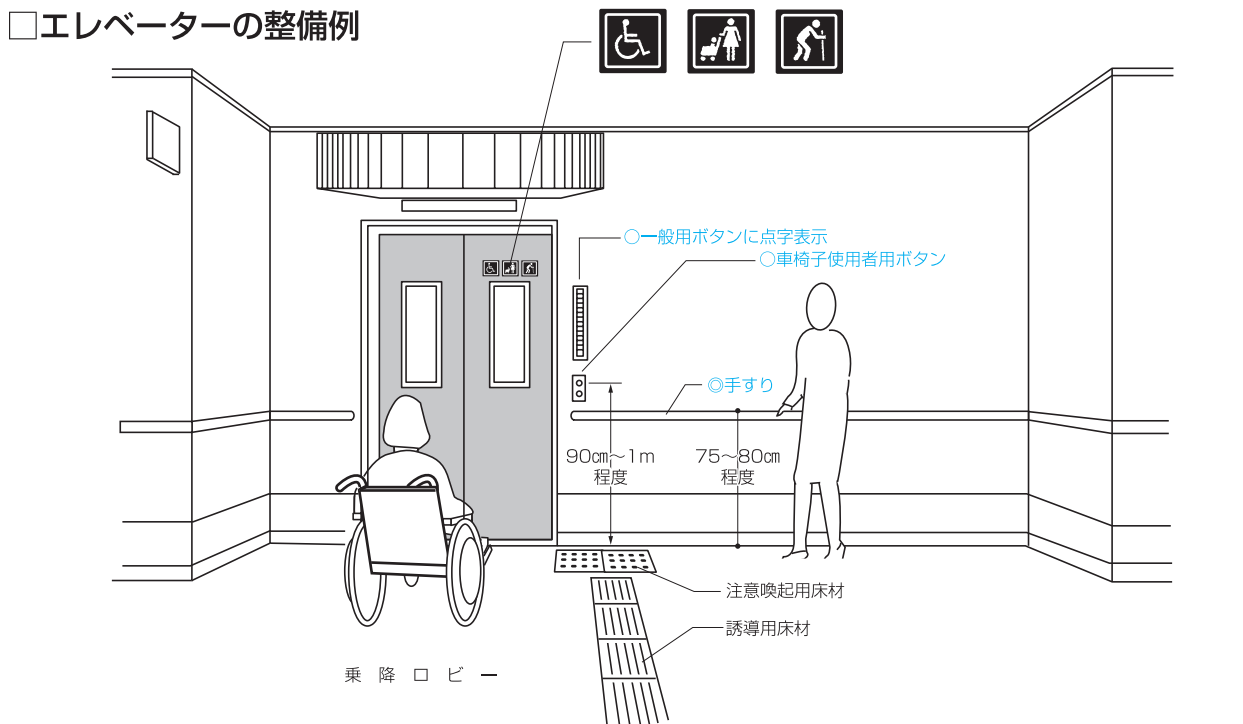 □エレベーターの整備例
○一般用ボタンに点字表示
○車椅子使用者用ボタン
◎手すり
90㎝～1m
程度
75～80㎝
程度
注意喚起用床材
誘導用床材
乗降ロビー